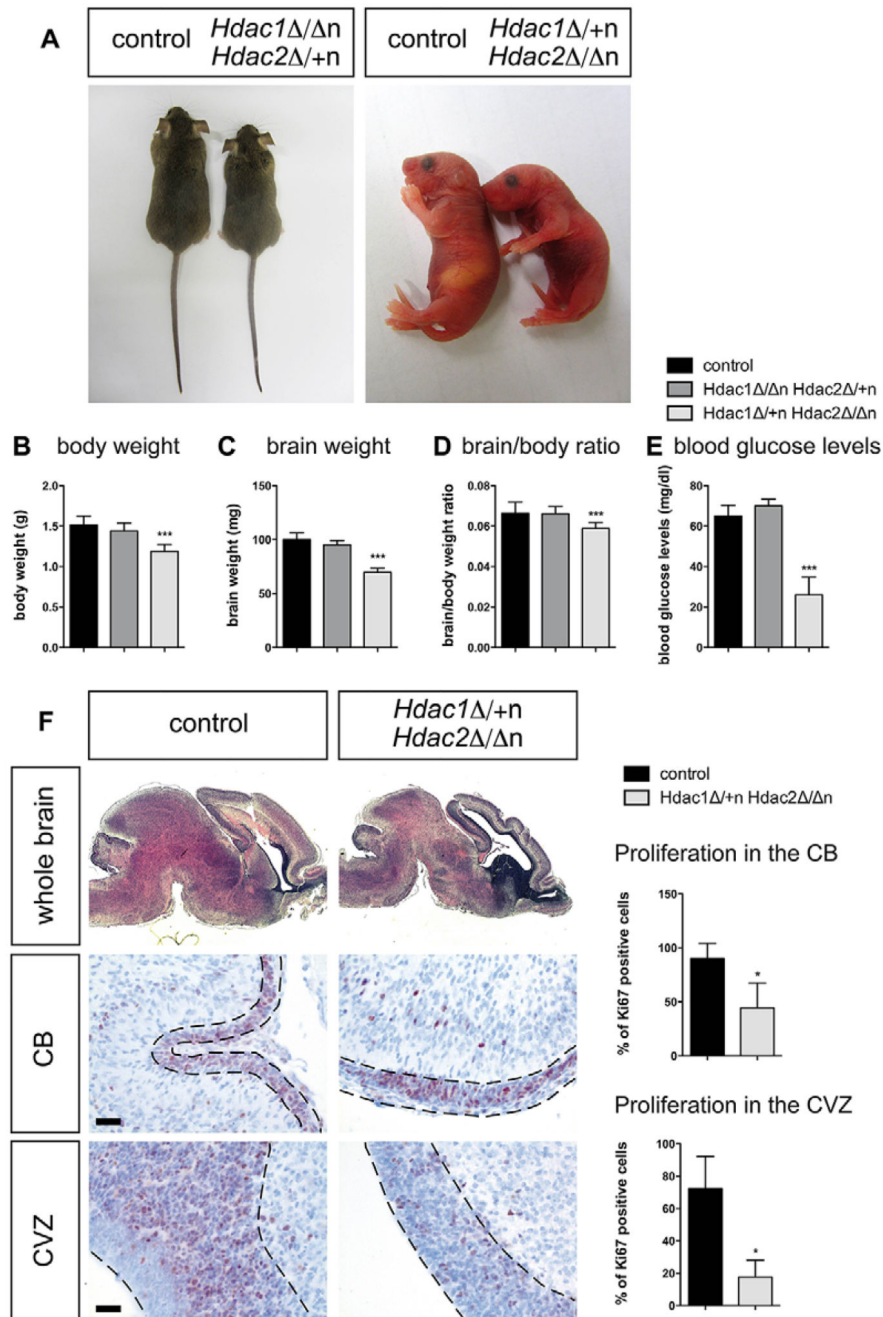 A
control Hdac1Δ/Δn
Hdac2Δ/+n
control Hdac1Δ/+n
Hdac2Δ/Δn
control
Hdac1Δ/Δn Hdac2Δ/+n
Hdac1Δ/+n Hdac2Δ/Δn
B body weight
body weight (g)
2.0
1.5
1.0
0.5
0.0
***
C brain weight
brain weight (mg)
150
100
50
0
***
D brain/body ratio
brain/body weight ratio
0.08
0.06
0.04
0.02
0.00
***
E blood glucose levels
blood glucose levels (mg/dl)
80
60
40
20
0
***
F
control
Hdac1Δ/+n
Hdac2Δ/Δn
whole brain
CB
CVZ
control
Hdac1Δ/+n Hdac2Δ/Δn
Proliferation in the CB
% of Ki67 positive cells
150
100
50
0
*
Proliferation in the CVZ
% of Ki67 positive cells
100
80
60
40
20
0
*